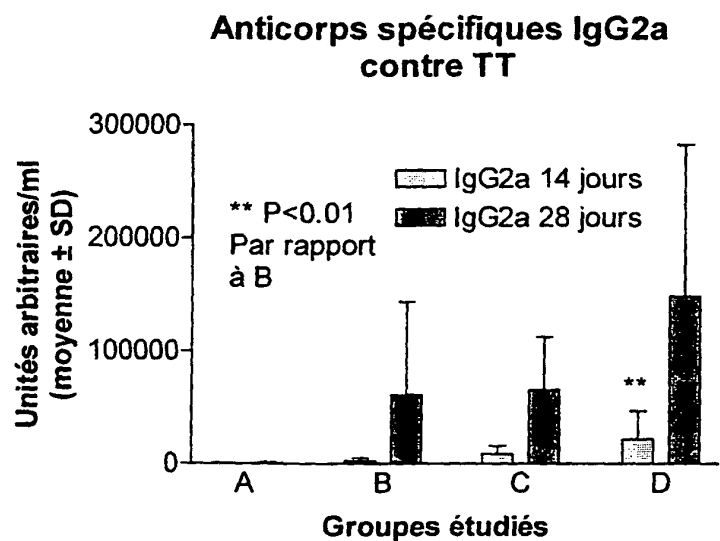 Anticorps spécifiques IgG2a
contre TT
Unités arbitraires/ml
(moyenne ± SD)
300000
200000
100000
0
IgG2a 14 jours
IgG2a 28 jours
** P<0.01
Par rapport
à B
**
A B C D
Groupes étudiés